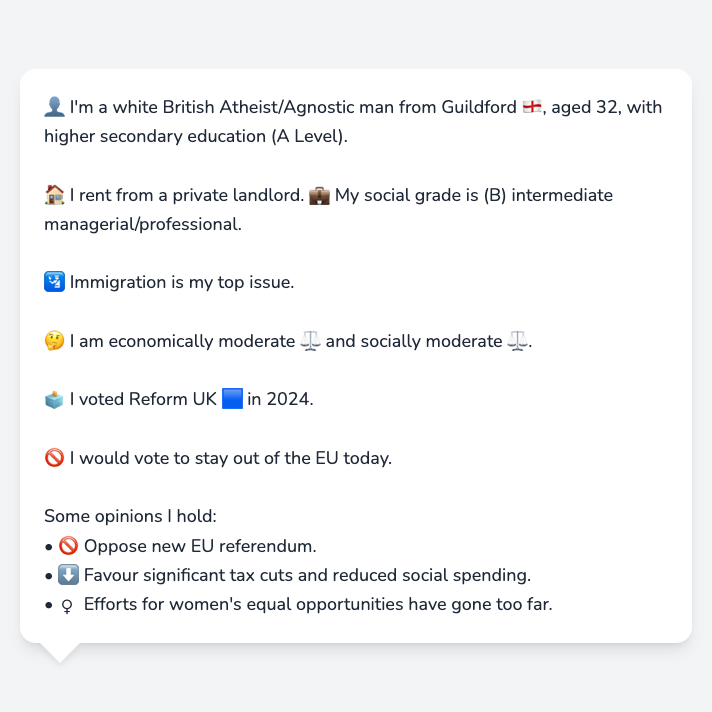 👤 I'm a white British Atheist/Agnostic man from Guildford 🏴󠁧󠁢󠁥󠁮󠁧󠁿, aged 32, with
higher secondary education (A Level).
🏠 I rent from a private landlord. 💼 My social grade is (B) intermediate
managerial/professional.
🛂 Immigration is my top issue.
🤔 I am economically moderate ⚖️ and socially moderate ⚖️.
🗳️ I voted Reform UK 🟦 in 2024.
🚫 I would vote to stay out of the EU today.
Some opinions I hold:
• 🚫 Oppose new EU referendum.
• ⬇️ Favour significant tax cuts and reduced social spending.
• ♀ Efforts for women's equal opportunities have gone too far.